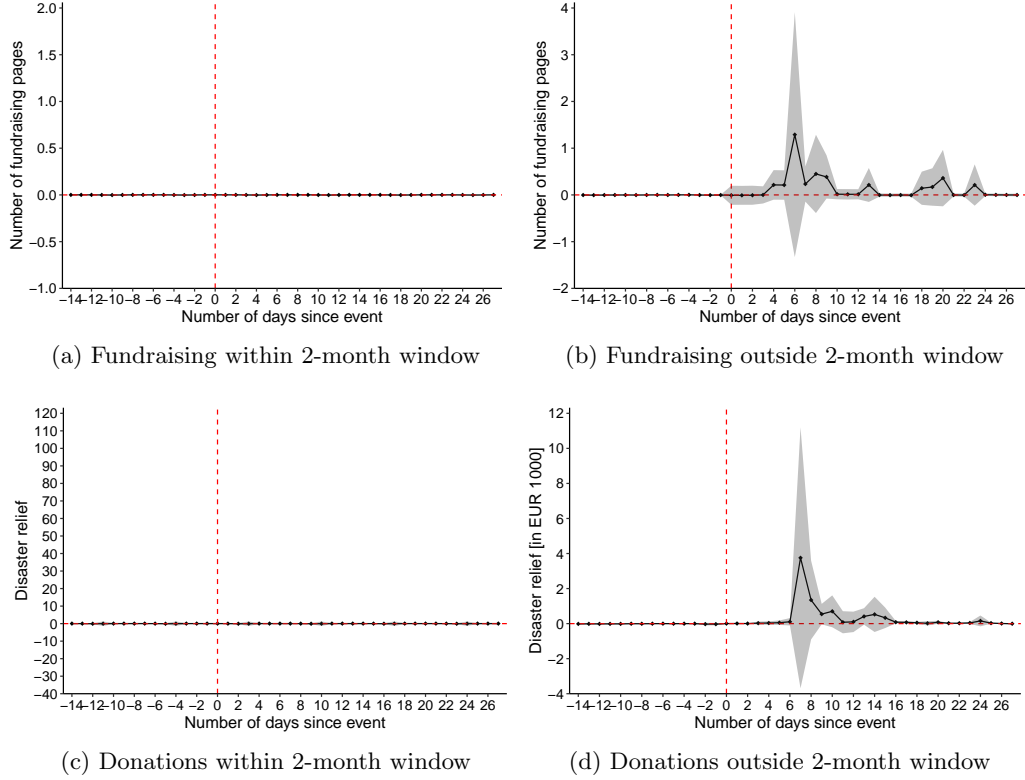 2.0
1.5
1.0
0.5
0.0
−0.5
−1.0
Number of fundraising pages
−14−12−10 −8 −6 −4 −2 0 2 4 6 8 10 12 14 16 18 20 22 24 26
Number of days since event
(a) Fundraising within 2-month window
4
3
2
1
0
−1
−2
Number of fundraising pages
−14−12−10 −8 −6 −4 −2 0 2 4 6 8 10 12 14 16 18 20 22 24 26
Number of days since event
(b) Fundraising outside 2-month window
120
110
100
90
80
70
60
50
40
30
20
10
0
−10
−20
−30
−40
Disaster relief
−14−12−10 −8 −6 −4 −2 0 2 4 6 8 10 12 14 16 18 20 22 24 26
Number of days since event
(c) Donations within 2-month window
12
10
8
6
4
2
0
−2
−4
Disaster relief [in EUR 1000]
−14−12−10 −8 −6 −4 −2 0 2 4 6 8 10 12 14 16 18 20 22 24 26
Number of days since event
(d) Donations outside 2-month window